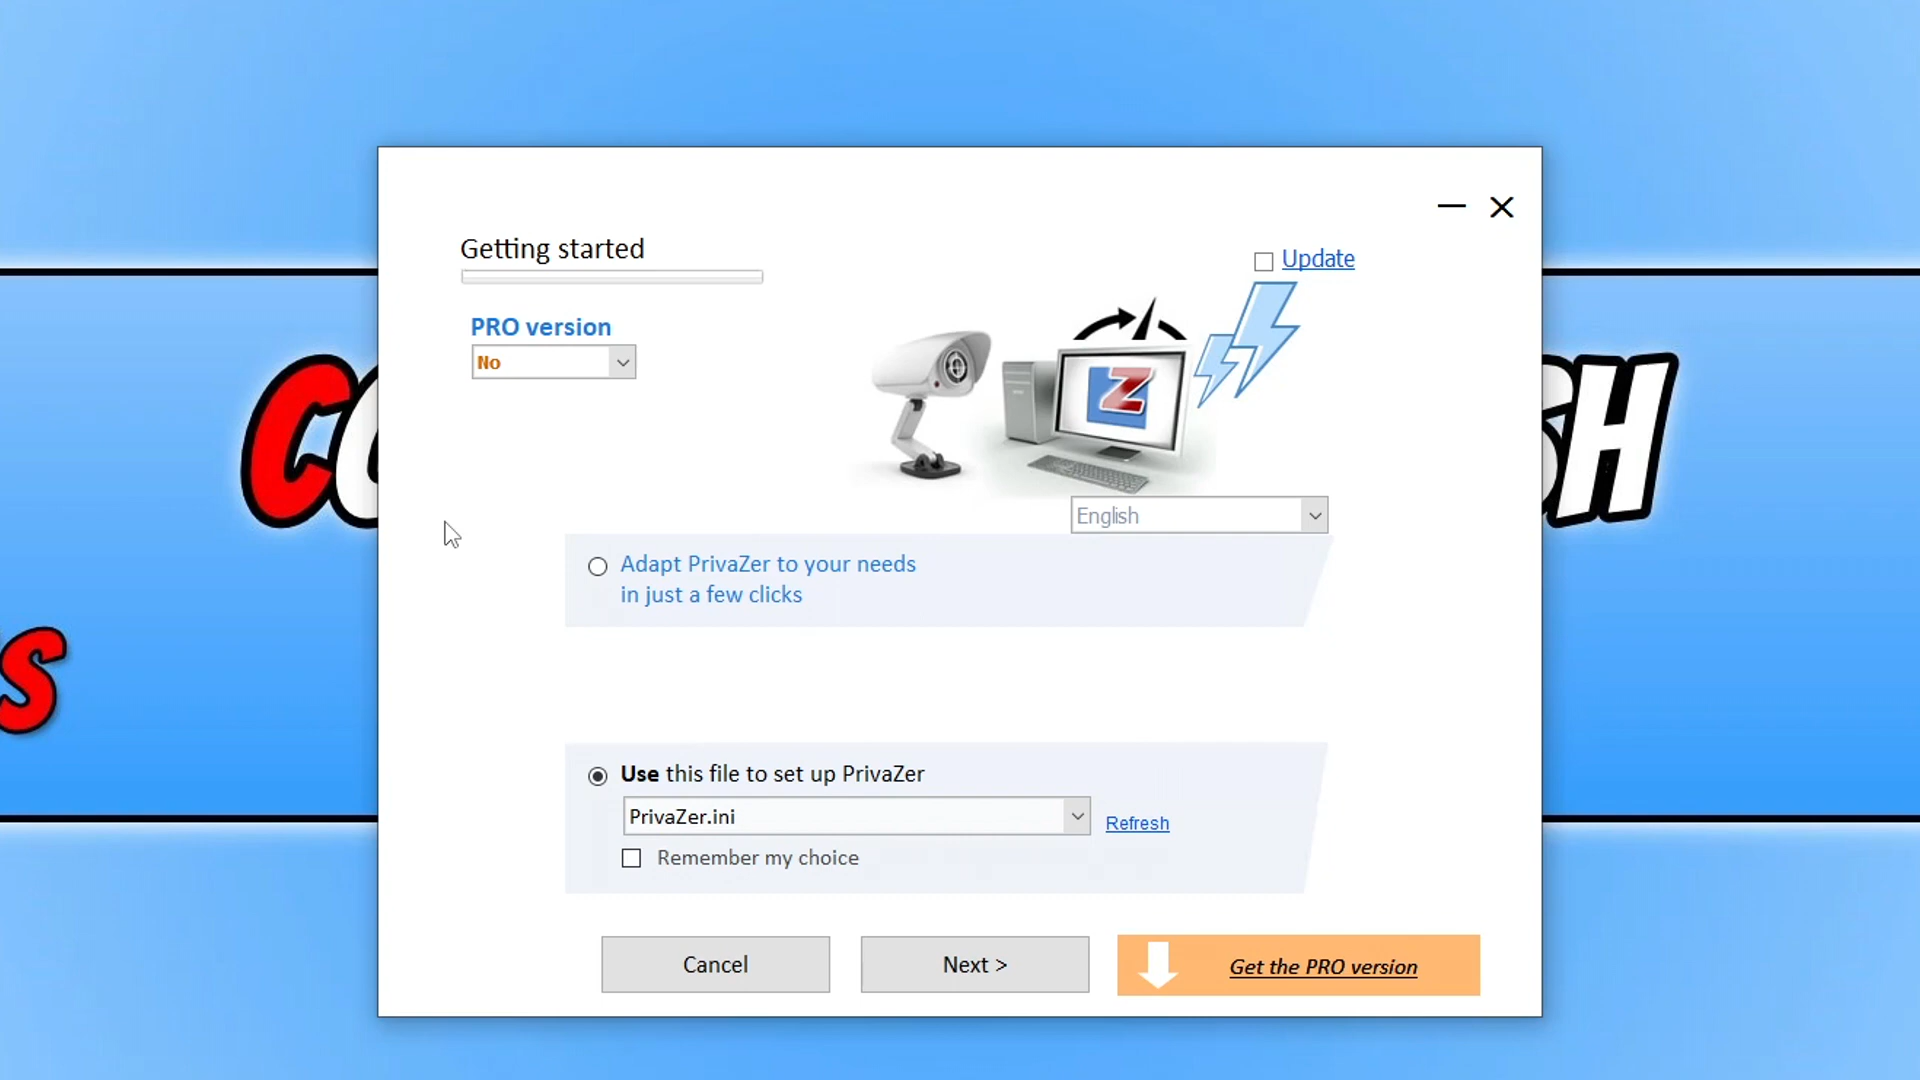 Getting started
Update
PRO version
No
Z
English
Adapt PrivaZer to your needs
in just a few clicks
Use this file to set up PrivaZer
PrivaZer.ini
Refresh
Remember my choice
Cancel
Next >
Get the PRO version